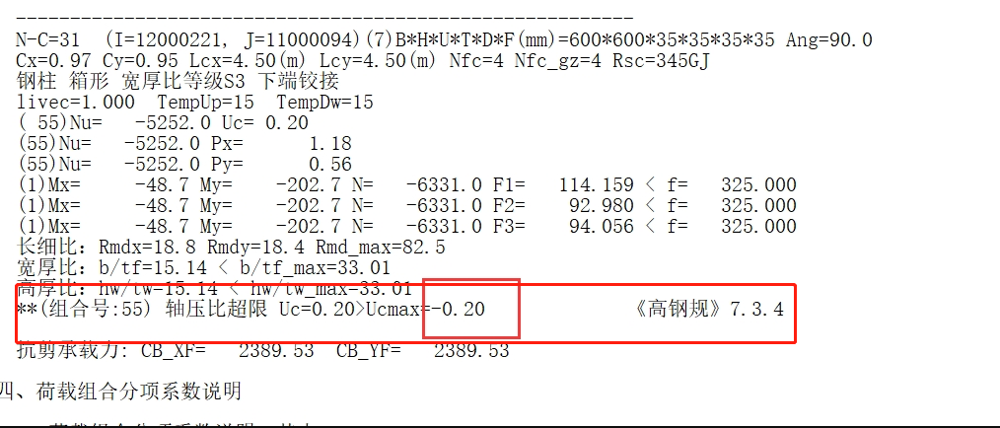 N-C=31 (I=12000221, J=11000094)(7)B*H*U*T*D*F(mm)=600*600*35*35*35*35 Ang=90.0
Cx=0.97 Cy=0.95 Lcx=4.50(m) Lcy=4.50(m) Nfc=4 Nfc_gz=4 Rsc=345GJ
钢柱 箱形 宽厚比等级S3 下端铰接
livec=1.000 TempUp=15 TempDw=15
( 55)Nu= -5252.0 Uc= 0.20
(55)Nu= -5252.0 Px= 1.18
(55)Nu= -5252.0 Py= 0.56
(1)Mx= -48.7 My= -202.7 N= -6331.0 F1= 114.159 < f= 325.000
(1)Mx= -48.7 My= -202.7 N= -6331.0 F2= 92.980 < f= 325.000
(1)Mx= -48.7 My= -202.7 N= -6331.0 F3= 94.056 < f= 325.000
长细比: Rmdx=18.8 Rmdy=18.4 Rmd_max=82.5
宽厚比: b/tf=15.14 < b/tf_max=33.01
高厚比: hw/tw=15.14 < hw/tw_max=33.01
**(组合号:55) 轴压比超限 Uc=0.20>Ucmax=-0.20 《高钢规》7.3.4
抗剪承载力: CB_XF= 2389.53 CB_YF= 2389.53
四、荷载组合分项系数说明